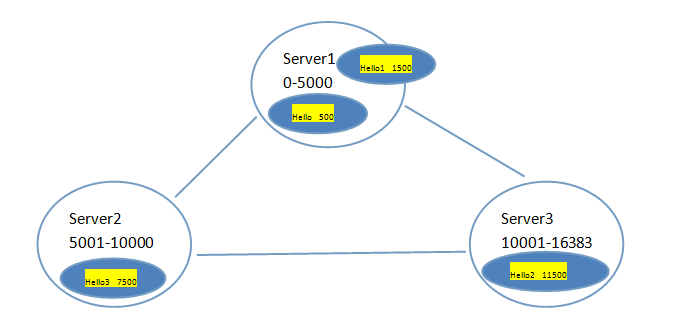 Server1
0-5000
Hello1 1500
Hello 500
Server2
5001-10000
Hello3 7500
Server3
10001-16383
Hello2 11500